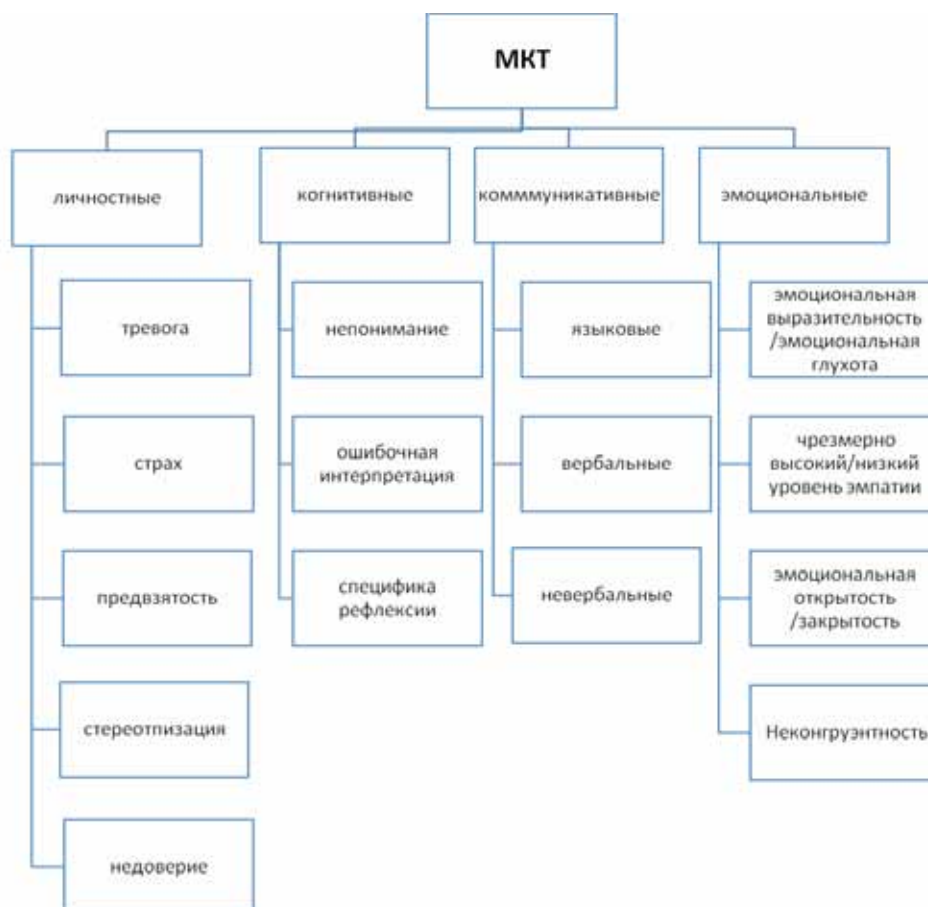 МКТ
личностные
когнитивные
комммуникативные
эмоциональные
тревога
страх
предвзятость
стереотпизация
недоверие
непонимание
ошибочная
интерпретация
специфика
рефлексии
языковые
вербальные
невербальные
эмоциональная
выразительность
/эмоциональная
глухота
чрезмерно
высокий/низкий
уровень эмпатии
эмоциональная
открытость
/закрытость
Неконгруэнтность